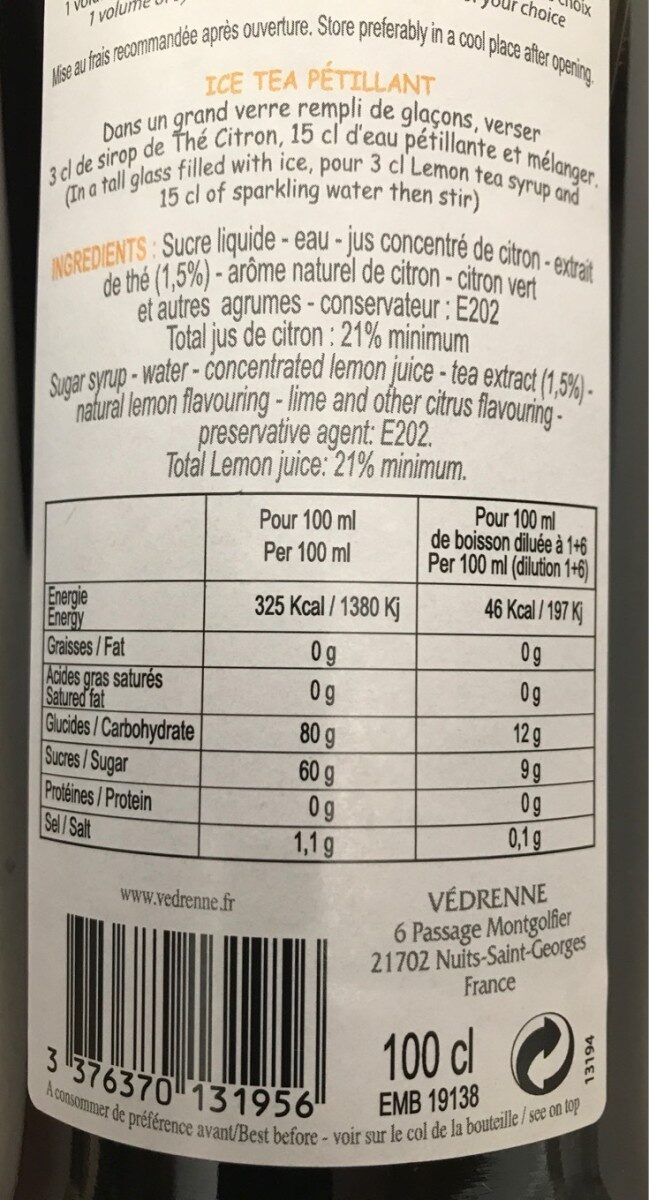 1 volume
your choice
Mise au frais recommandée après ouverture. Store preferably in a cool place after opening.
ICE TEA PÉTILLANT
Dans un grand verre rempli de glaçons, verser
3 cl de sirop de Thé Citron, 15 cl d'eau pétillante et mélanger.
(In a tall glass filled with ice, pour 3 cl Lemon tea syrup and
15 cl of sparkling water then stir)
INGREDIENTS : Sucre liquide - eau - jus concentré de citron - extrait
de thé (1,5%) - arôme naturel de citron - citron vert
et autres agrumes - conservateur : E202
Total jus de citron : 21% minimum
Sugar syrup - water - concentrated lemon juice - tea extract (1,5%) -
natural lemon flavouring - lime and other citrus flavouring -
preservative agent: E202.
Total Lemon juice: 21% minimum.
Pour 100 ml
Per 100 ml
Pour 100 ml
de boisson diluée à 1+6
Per 100 ml (dilution 1+6)
Energie
Energy
325 Kcal / 1380 Kj
46 Kcal / 197 Kj
Graisses / Fat
0 g
0 g
Acides gras saturés
Satured fat
0 g
0 g
Glucides / Carbohydrate
80 g
12 g
Sucres / Sugar
60 g
9 g
Protéines / Protein
0 g
0 g
Sel / Salt
1,1 g
0,1 g
www.vedrenne.fr
VÉDRENNE
6 Passage Montgolfier
21702 Nuits-Saint-Georges
France
3 376370 131956
100 cl
EMB 19138
13194
A consommer de préférence avant/Best before - voir sur le col de la bouteille / see on top